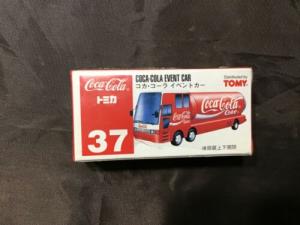 Coca-Cola
トミカ
37
COCA-COLA EVENT CAR
コカ・コーラ イベントカー
Distributed by
TOMY
Coca-Cola
Coke